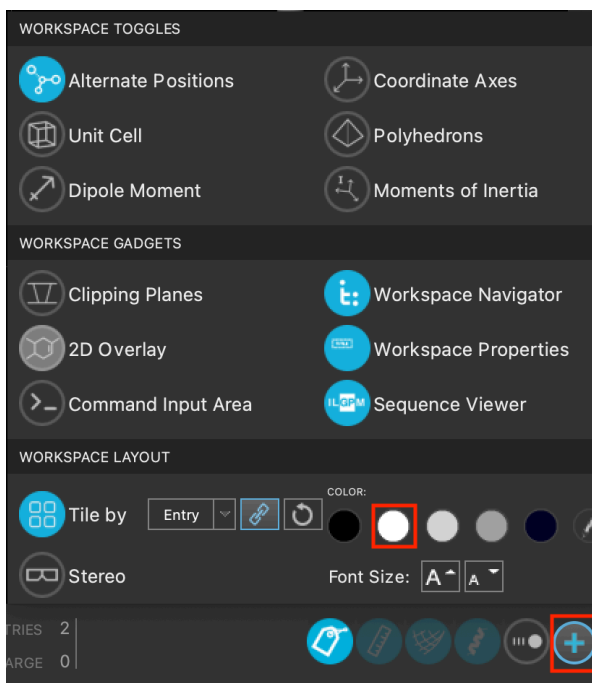 WORKSPACE TOGGLES
Alternate Positions
Coordinate Axes
Unit Cell
Polyhedrons
Dipole Moment
Moments of Inertia
WORKSPACE GADGETS
Clipping Planes
Workspace Navigator
2D Overlay
Workspace Properties
Command Input Area
ILGPM
Sequence Viewer
WORKSPACE LAYOUT
COLOR:
Tile by
Entry
Stereo
Font Size:
A
A
TRIES 2
ARGE 0